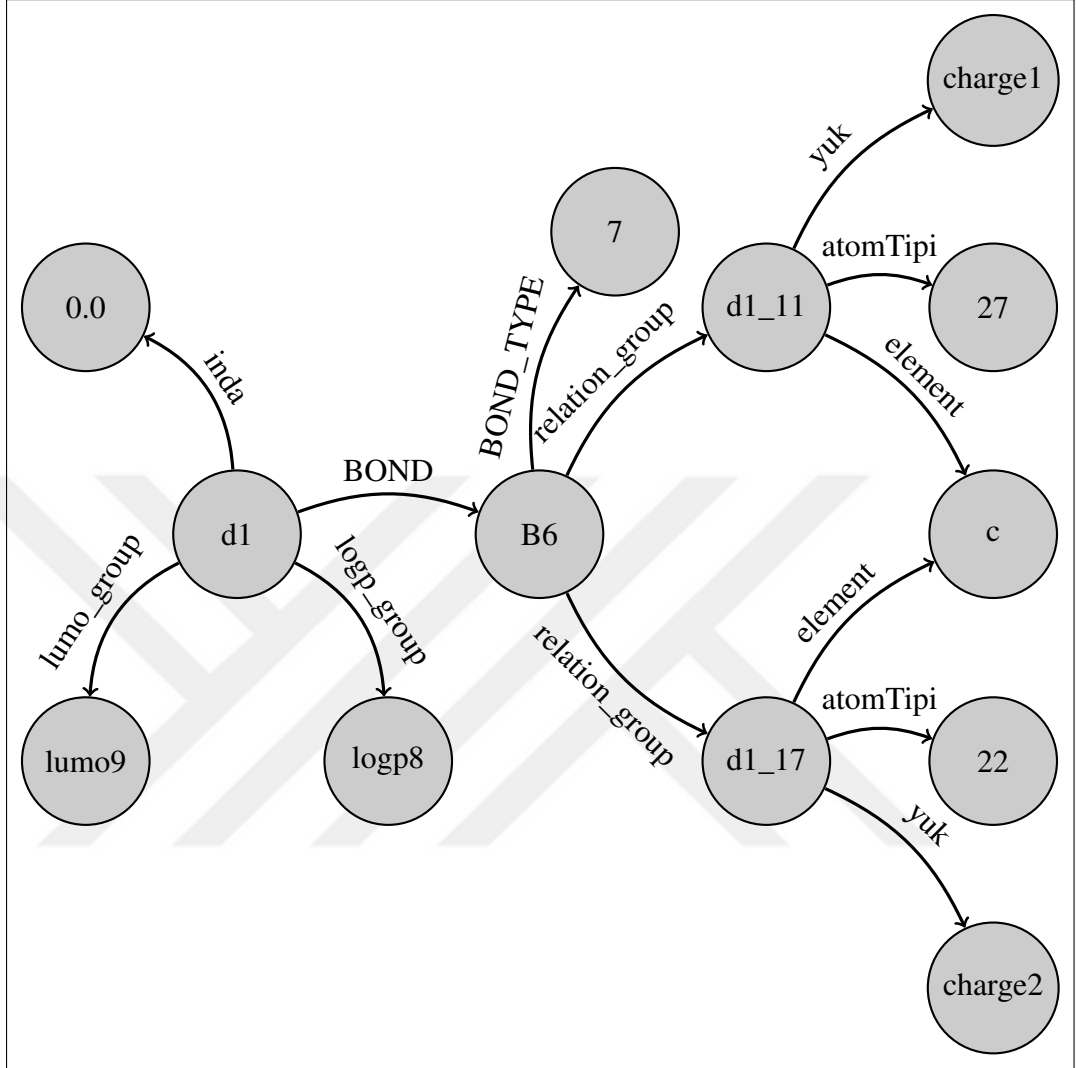 charge1
yuk
7
atomTipi
0.0
BOND_TYPE
relation_group
d1_11
27
inda
element
BOND
d1
B6
c
lumo_group
logp_group
element
relation_group
atomTipi
lumo9
logp8
d1_17
22
yuk
charge2